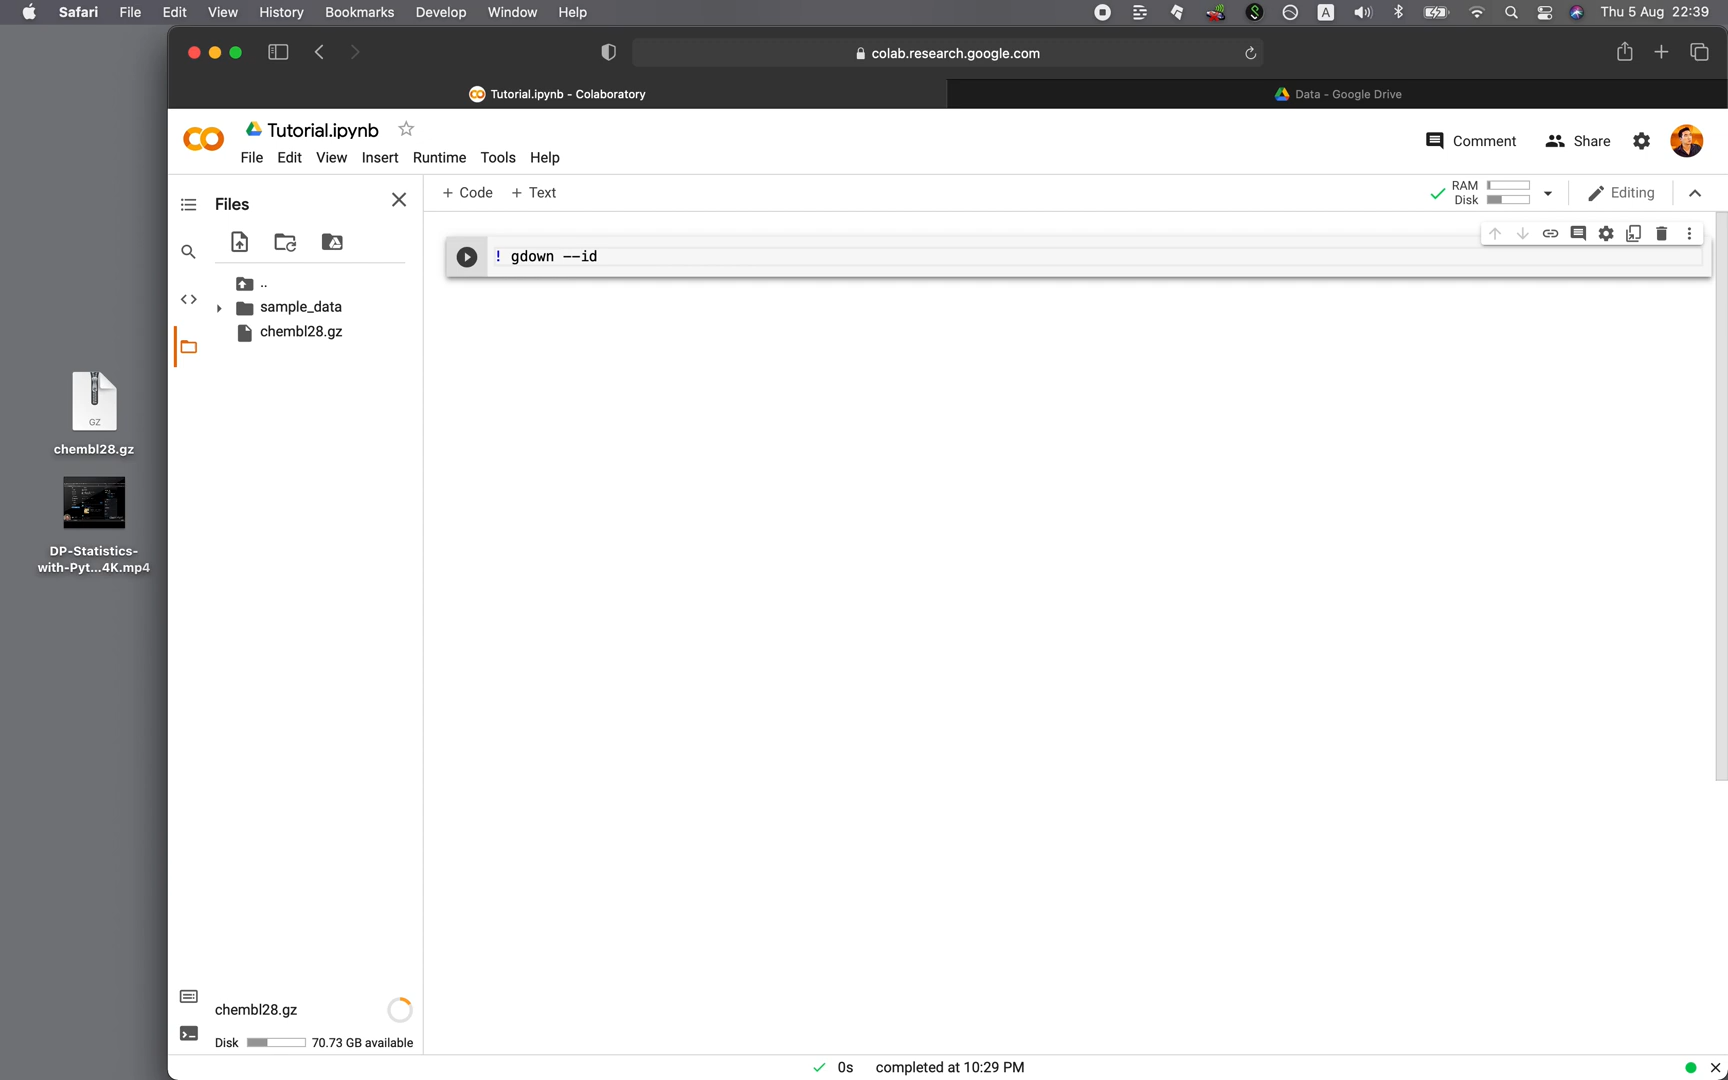 Safari File Edit View History Bookmarks Develop Window Help
A
Thu 5 Aug 22:39
colab.research.google.com
Tutorial.ipynb - Colaboratory
Data - Google Drive
Tutorial.ipynb
File Edit View Insert Runtime Tools Help
Comment
Share
Files
+ Code + Text
RAM
Disk
Editing
! gdown --id
..
sample_data
chembl28.gz
GZ
chembl28.gz
DP-Statistics-
with-Pyt...4K.mp4
chembl28.gz
Disk 70.73 GB available
0s completed at 10:29 PM